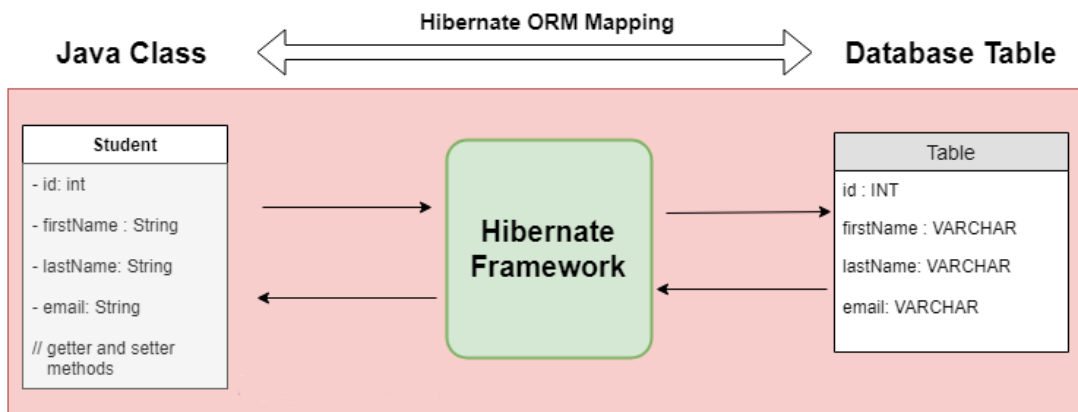 Hibernate ORM Mapping
Java Class
Database Table
Student
- id: int
- firstName : String
- lastName: String
- email: String
// getter and setter
methods
Hibernate
Framework
Table
id : INT
firstName : VARCHAR
lastName: VARCHAR
email: VARCHAR